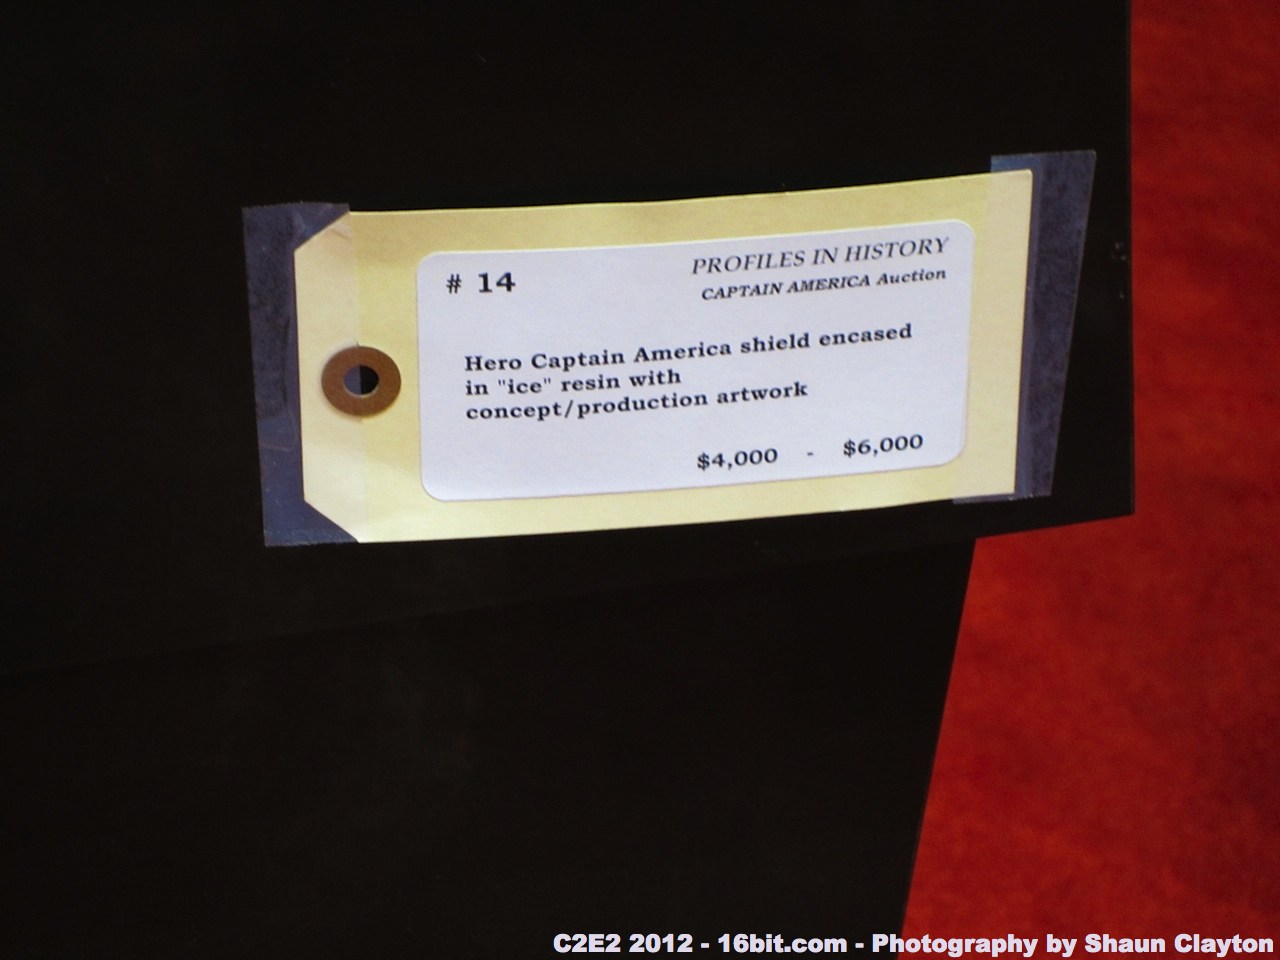 # 14
PROFILES IN HISTORY
CAPTAIN AMERICA Auction
Hero Captain America shield encased
in "ice" resin with
concept/production artwork
$4,000 - $6,000
C2E2 2012 - 16bit.com - Photography by Shaun Clayton